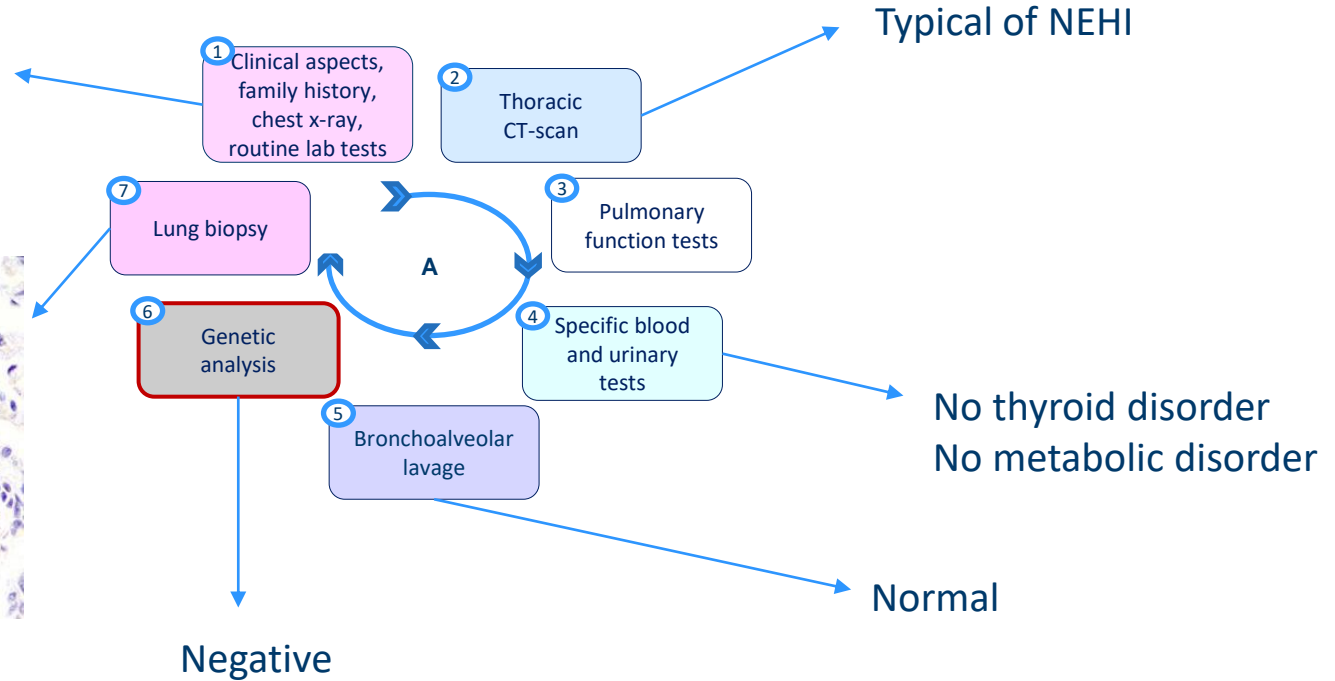 Typical of NEHI
1
Clinical aspects,
family history,
chest x-ray,
routine lab tests
2
Thoracic
CT-scan
7
Lung biopsy
3
Pulmonary
function tests
A
6
Genetic
analysis
4
Specific blood
and urinary
tests
5
Bronchoalveolar
lavage
No thyroid disorder
No metabolic disorder
Normal
Negative